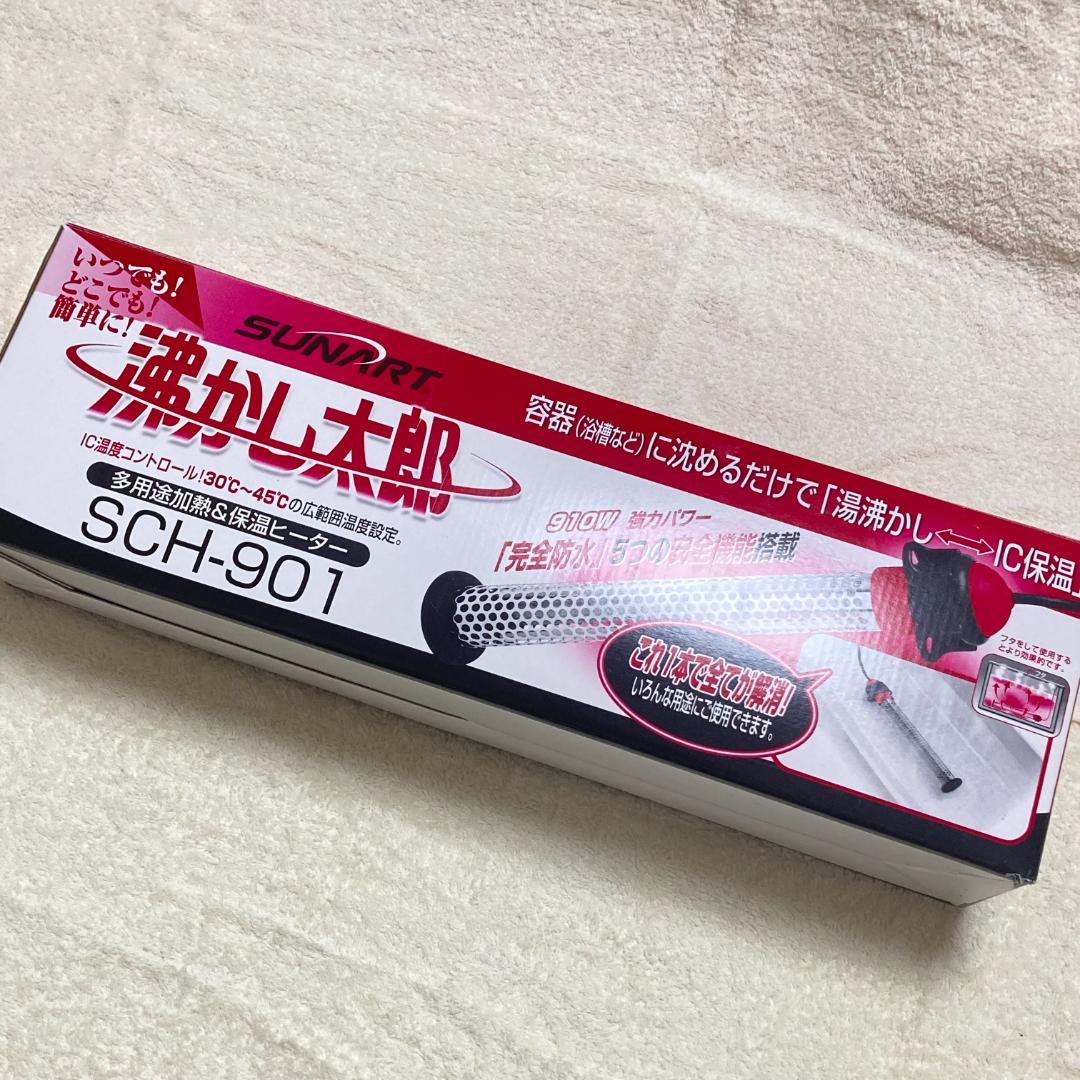 いつでも!
どこでも!
簡単に!
SUNART
沸かし太郎
IC温度コントロール!30℃~45℃の広範囲温度設定。
多用途加熱&保温ヒーター
SCH-901
容器(浴槽など)に沈めるだけで「湯沸かし⟷IC保温」
910W 強力パワー
「完全防水」5つの安全機能搭載
これ1本で全てが解消!
いろんな用途にご使用できます。
フタをして使用する
とより効果的です。
フタ